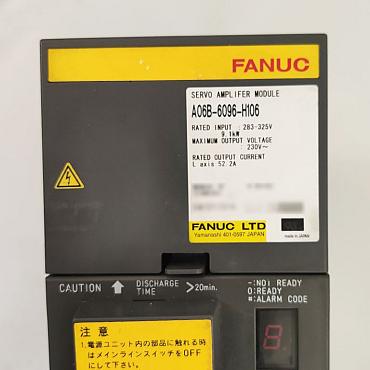 FANUC
SERVO AMPLIFER MODULE
A06B-6096-H106
RATED INPUT : 283-325V
9.1kW
MAXIMUM OUTPUT VOLTAGE
: 230V~
RATED OUTPUT CURRENT
L axis 52.2A
FANUC LTD
Yamanashi 401-0597 JAPAN
made in JAPAN
CAUTION
DISCHARGE TIME >20min.
-:NOT READY
0:READY
#:ALARM CODE
注意
1.電源ユニット内の部品に触れる時
はメインラインスイッチをOFF
にして下さい。